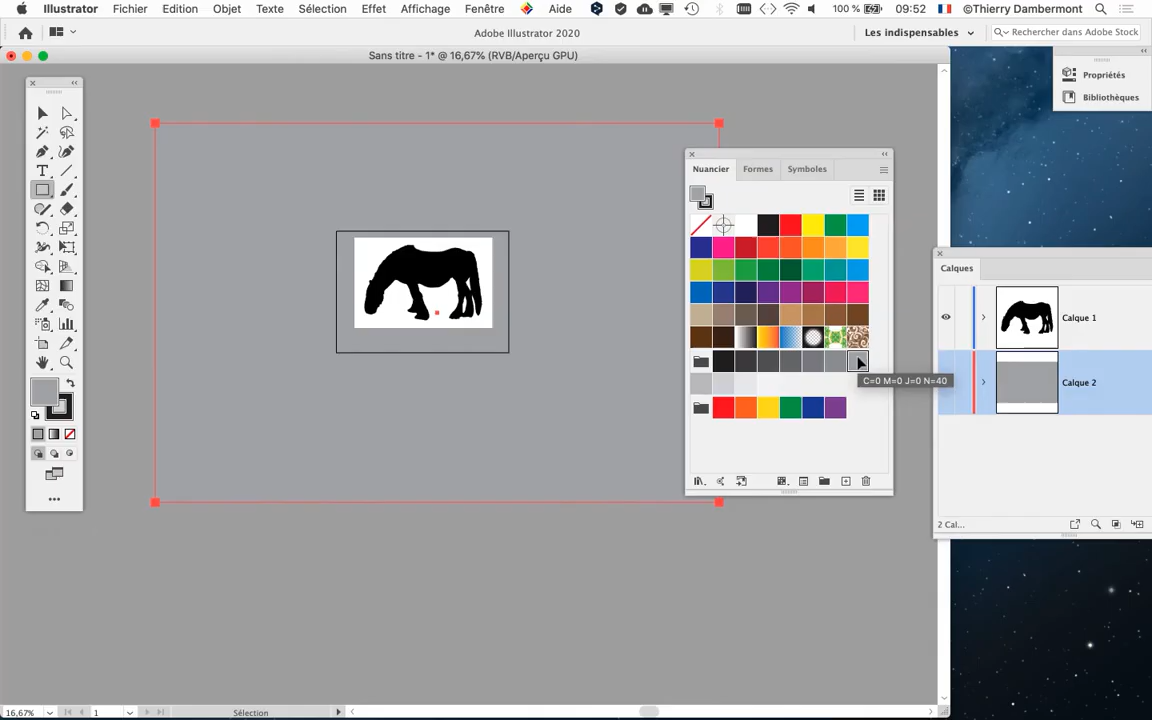 Illustrator Fichier Edition Objet Texte Sélection Effet Affichage Fenêtre Aide 100 % 09:52 ©Thierry Dambermont
Adobe Illustrator 2020 Les indispensables Rechercher dans Adobe Stock
Sans titre - 1* @ 16,67% (RVB/Aperçu GPU)
Propriétés
Bibliothèques
Nuancier Formes Symboles
Calques
Calque 1
C=0 M=0 J=0 N=40
Calque 2
2 Cal...
16,67% 1 Sélection